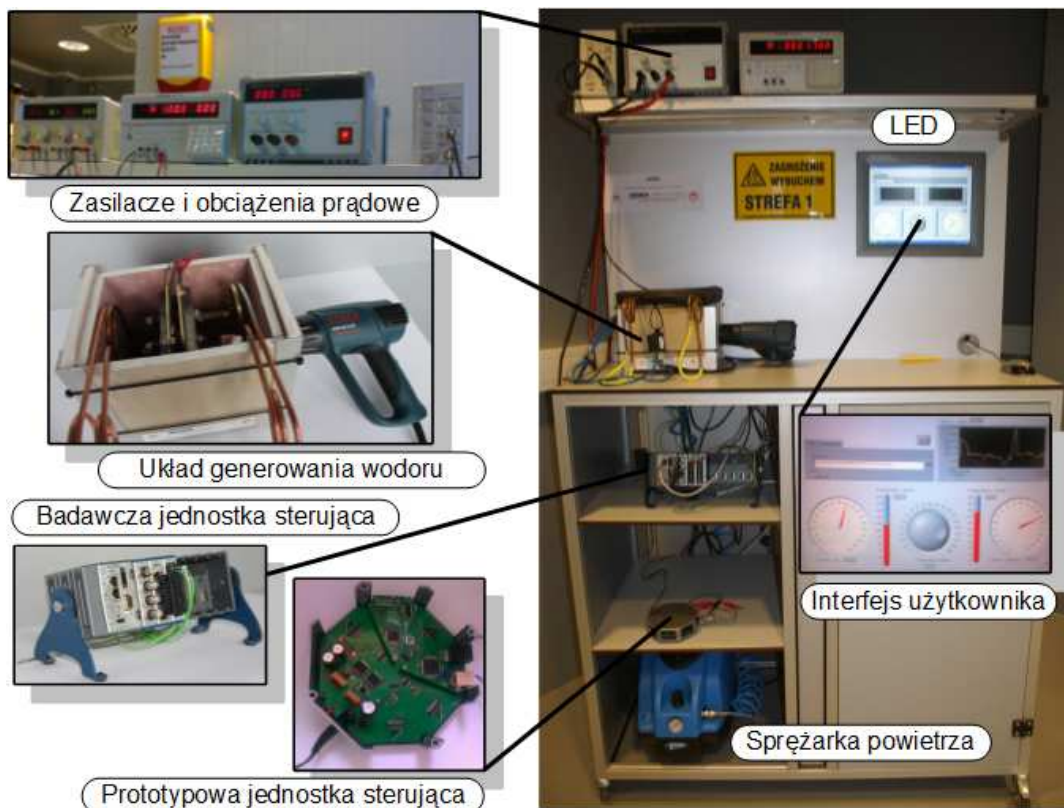 LED
ZAGROŻENIE
WYBUCHEM
STREFA 1
Zasilacze i obciążenia prądowe
Układ generowania wodoru
Badawcza jednostka sterująca
Interfejs użytkownika
Sprężarka powietrza
Prototypowa jednostka sterująca